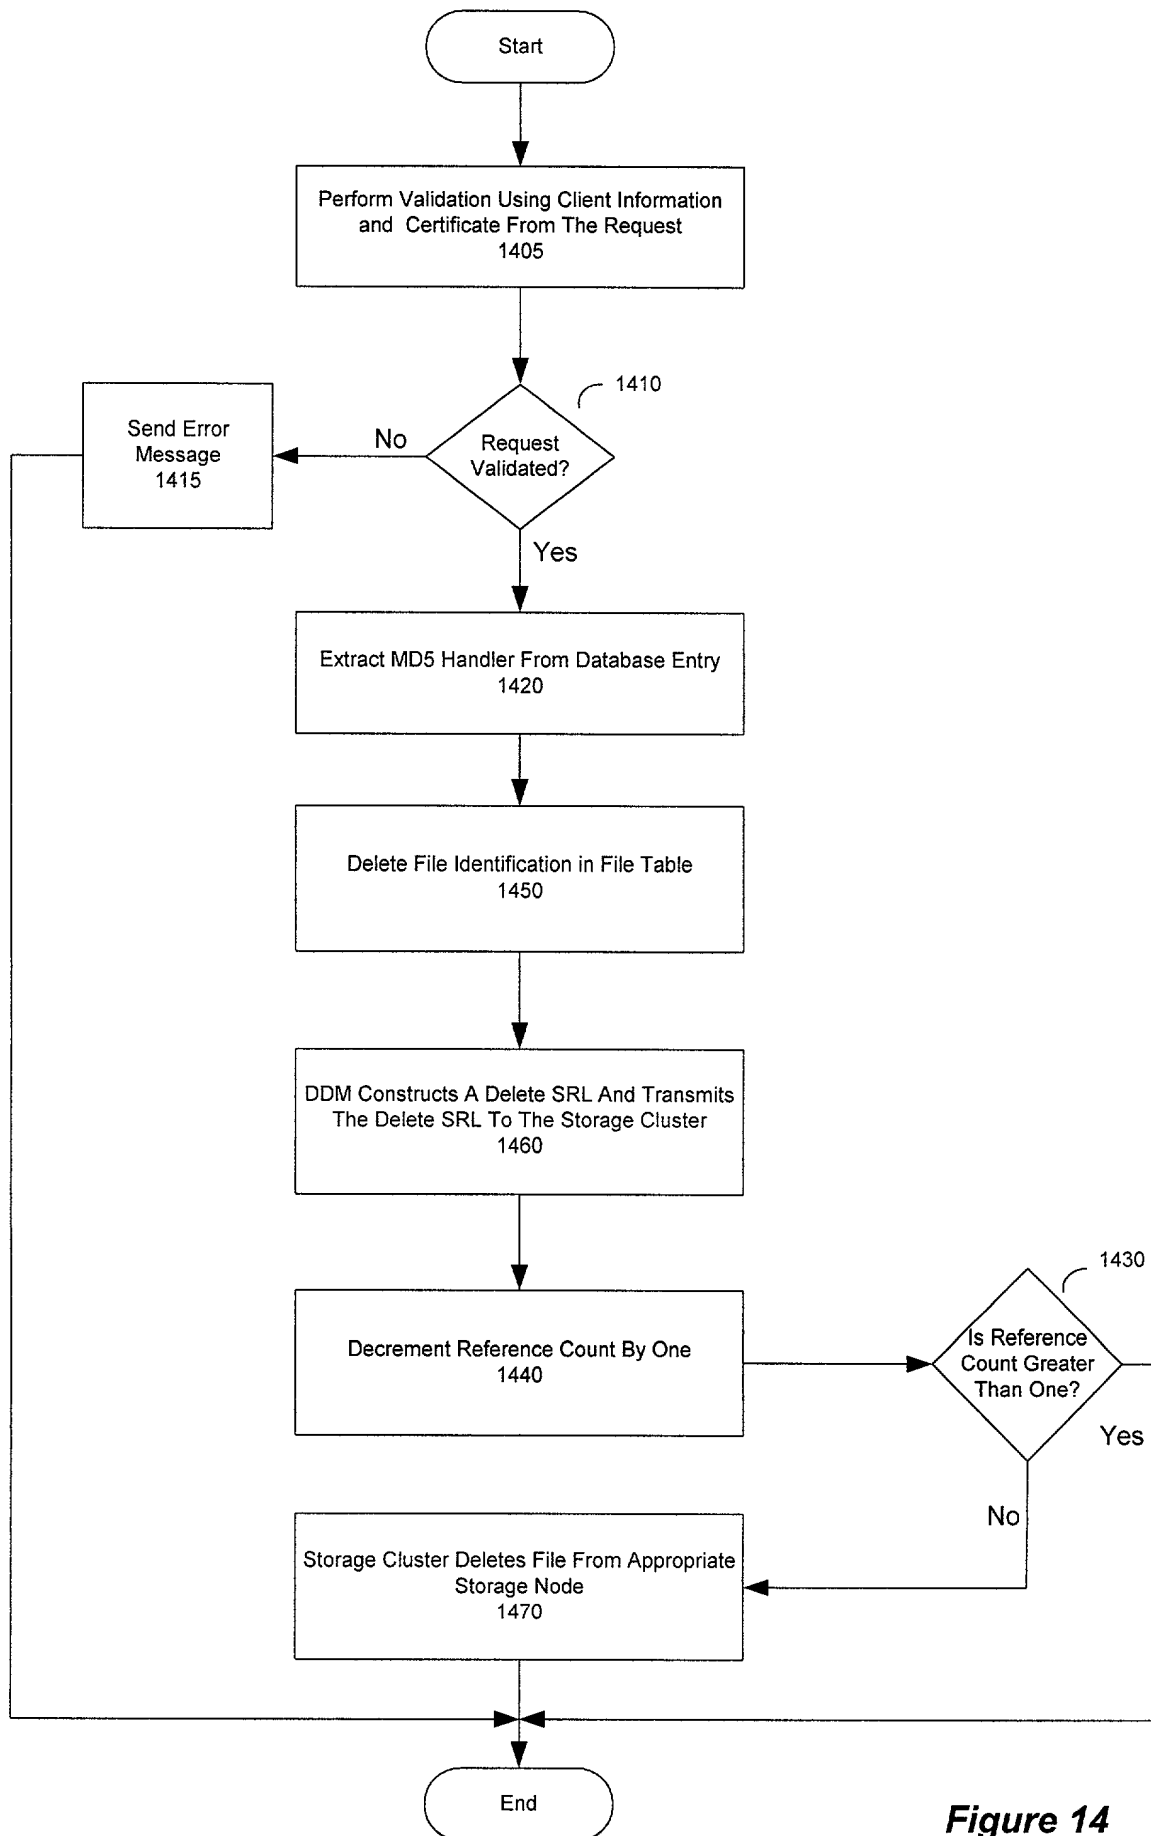 Start
Perform Validation Using Client Information
and Certificate From The Request
1405
1410
Request
Validated?
No
Send Error
Message
1415
Yes
Extract MD5 Handler From Database Entry
1420
Delete File Identification in File Table
1450
DDM Constructs A Delete SRL And Transmits
The Delete SRL To The Storage Cluster
1460
Decrement Reference Count By One
1440
1430
Is Reference
Count Greater
Than One?
Yes
No
Storage Cluster Deletes File From Appropriate
Storage Node
1470
End
Figure 14